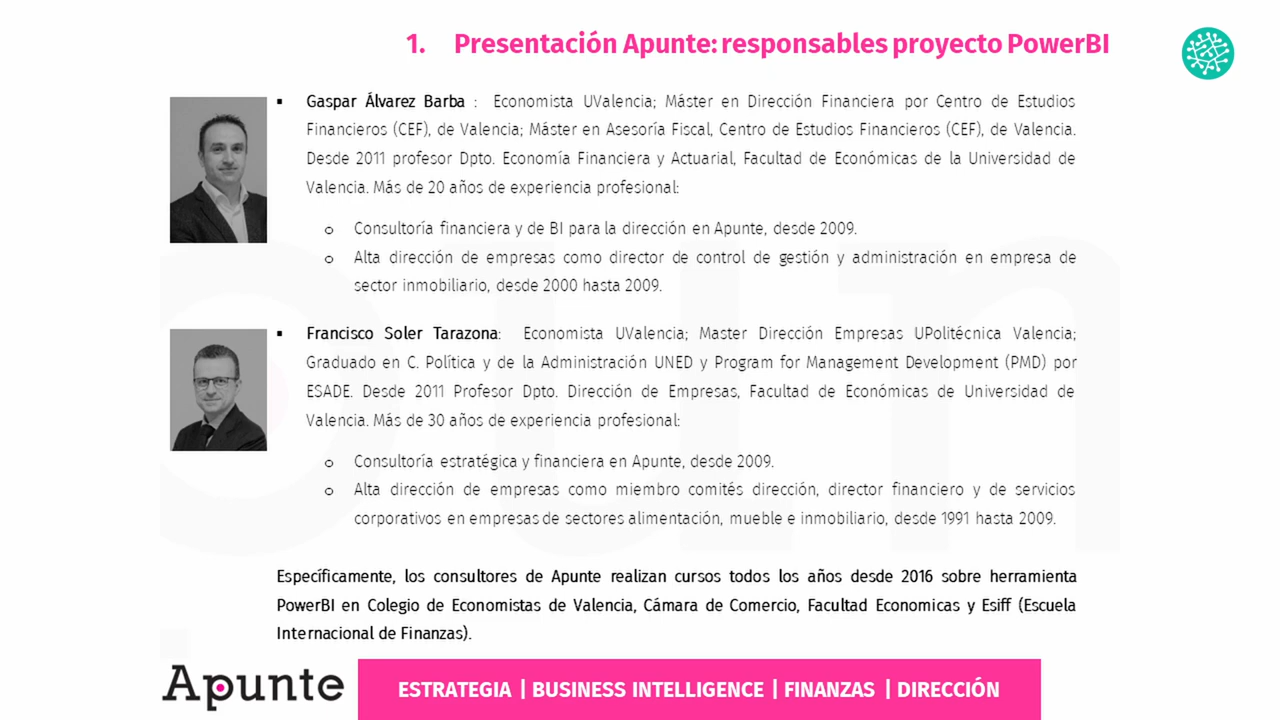 1. Presentación Apunte: responsables proyecto PowerBI
▪ Gaspar Álvarez Barba : Economista UValencia; Máster en Dirección Financiera por Centro de Estudios
Financieros (CEF), de Valencia; Máster en Asesoría Fiscal, Centro de Estudios Financieros (CEF), de Valencia.
Desde 2011 profesor Dpto. Economía Financiera y Actuarial, Facultad de Económicas de la Universidad de
Valencia. Más de 20 años de experiencia profesional:
o Consultoría financiera y de BI para la dirección en Apunte, desde 2009.
o Alta dirección de empresas como director de control de gestión y administración en empresa de
sector inmobiliario, desde 2000 hasta 2009.
▪ Francisco Soler Tarazona: Economista UValencia; Master Dirección Empresas UPolitécnica Valencia;
Graduado en C. Política y de la Administración UNED y Program for Management Development (PMD) por
ESADE. Desde 2011 Profesor Dpto. Dirección de Empresas, Facultad de Económicas de Universidad de
Valencia. Más de 30 años de experiencia profesional:
o Consultoría estratégica y financiera en Apunte, desde 2009.
o Alta dirección de empresas como miembro comités dirección, director financiero y de servicios
corporativos en empresas de sectores alimentación, mueble e inmobiliario, desde 1991 hasta 2009.
Específicamente, los consultores de Apunte realizan cursos todos los años desde 2016 sobre herramienta
PowerBI en Colegio de Economistas de Valencia, Cámara de Comercio, Facultad Economicas y Esiff (Escuela
Internacional de Finanzas).
Apunte
ESTRATEGIA | BUSINESS INTELLIGENCE | FINANZAS | DIRECCIÓN